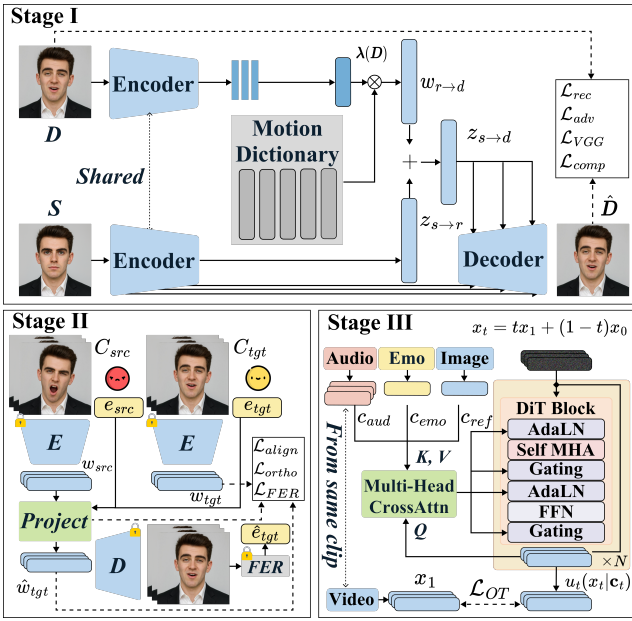 Stage I
D
Encoder
λ(D)
w_{r→d}
Motion
Dictionary
Shared
+
z_{s→d}
L_{rec}
L_{adv}
L_{VGG}
L_{comp}
S
Encoder
z_{s→r}
Decoder
D̂
Stage II
C_{src}
C_{tgt}
e_{src}
e_{tgt}
E
E
w_{src}
w_{tgt}
L_{align}
L_{ortho}
L_{FER}
Project
ŵ_{tgt}
D
ê_{tgt}
FER
Stage III
x_t = tx_1 + (1 − t)x_0
Audio
Emo
Image
c_{aud}
c_{emo}
c_{ref}
From same clip
K, V
Multi-Head
CrossAttn
Q
DiT Block
AdaLN
Self MHA
Gating
AdaLN
FFN
Gating
×N
u_t(x_t|c_t)
Video
x_1
L_{OT}